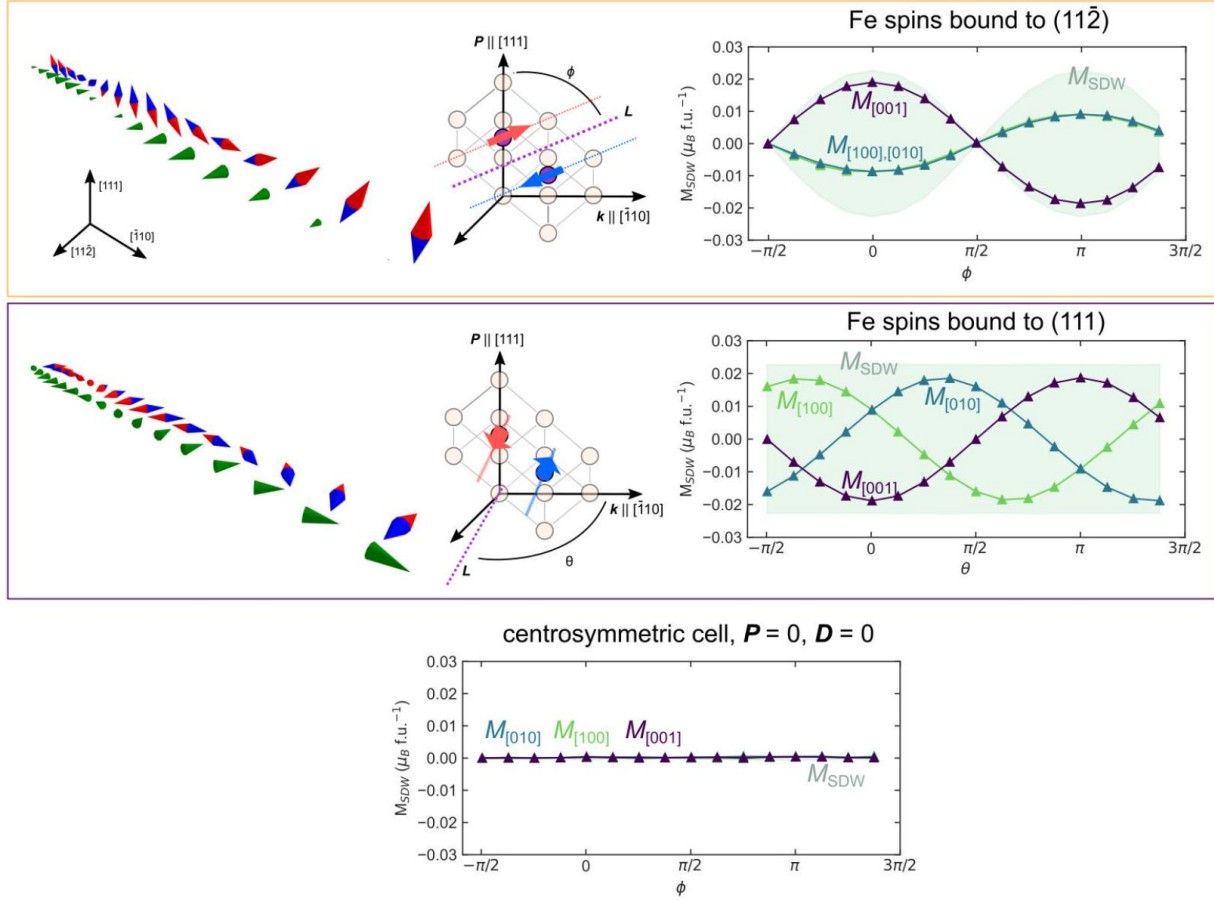 Fe spins bound to (11\bar{2})
[111]
[11\bar{2}]
[\bar{1}10]
P || [111]
ϕ
L
k || [\bar{1}10]
M_SDW (μ_B f.u.⁻¹)
0.03
0.02
0.01
0.00
−0.01
−0.02
−0.03
M_[001]
M_SDW
M_[100],[010]
−π/2 0 π/2 π 3π/2
ϕ
Fe spins bound to (111)
P || [111]
k || [\bar{1}10]
L
θ
M_SDW (μ_B f.u.⁻¹)
0.03
0.02
0.01
0.00
−0.01
−0.02
−0.03
M_SDW
M_[100]
M_[010]
M_[001]
−π/2 0 π/2 π 3π/2
θ
centrosymmetric cell, P = 0, D = 0
M_SDW (μ_B f.u.⁻¹)
0.03
0.02
0.01
0.00
−0.01
−0.02
−0.03
M_[010] M_[100] M_[001]
M_SDW
−π/2 0 π/2 π 3π/2
ϕ